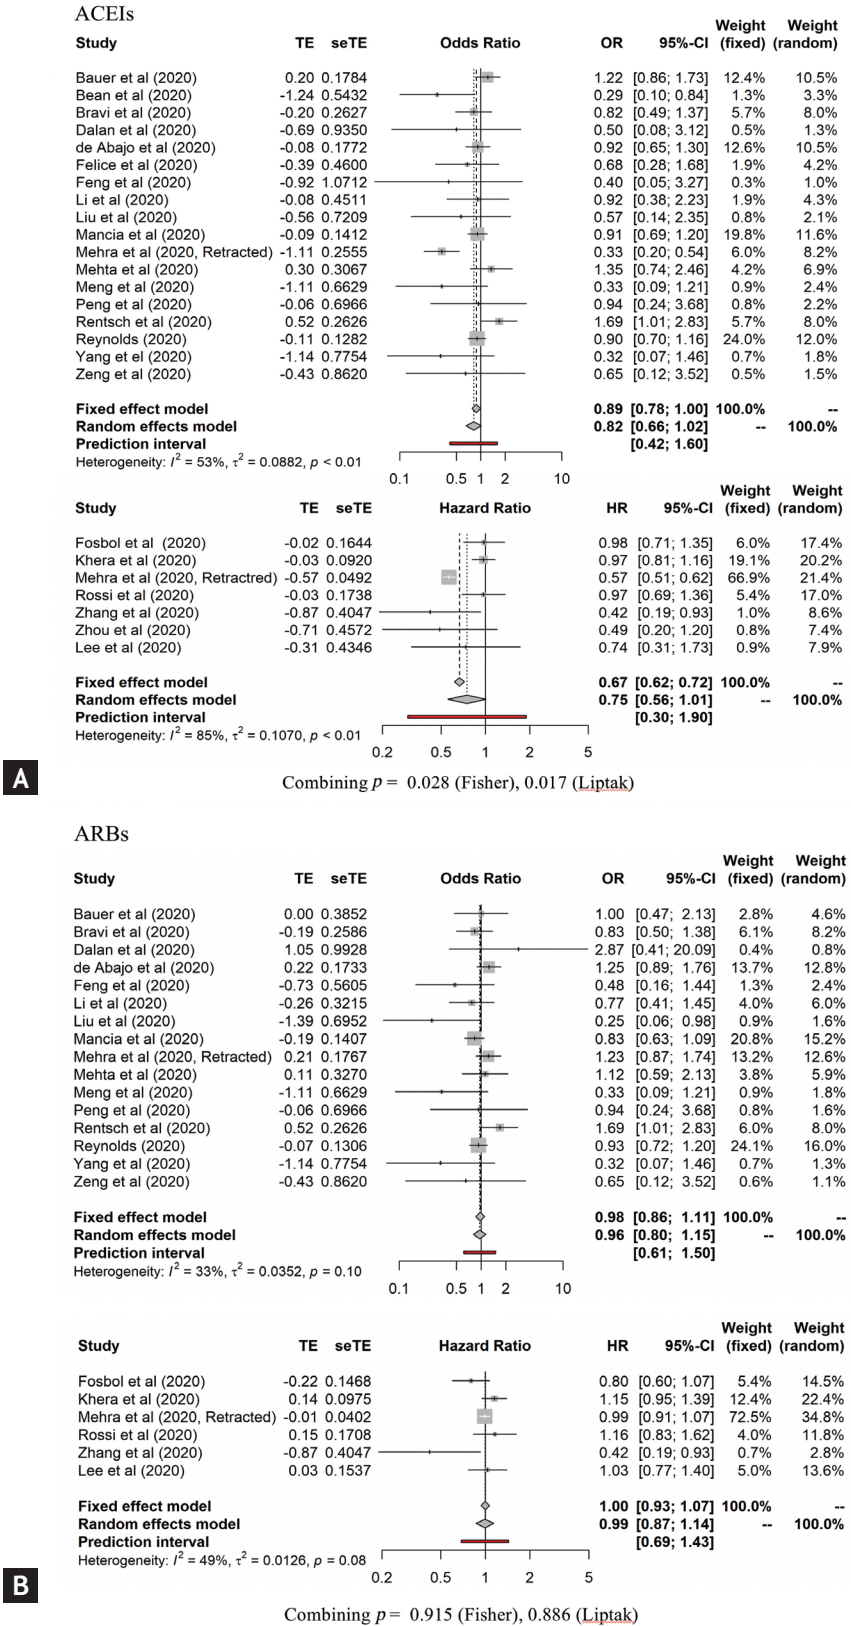 ACEIs
Weight Weight
Study TE seTE Odds Ratio OR 95%-CI (fixed) (random)
Bauer et al (2020) 0.20 0.1784 1.22 [0.86; 1.73] 12.4% 10.5%
Bean et al (2020) -1.24 0.5432 0.29 [0.10; 0.84] 1.3% 3.3%
Bravi et al (2020) -0.20 0.2627 0.82 [0.49; 1.37] 5.7% 8.0%
Dalan et al (2020) -0.69 0.9350 0.50 [0.08; 3.12] 0.5% 1.3%
de Abajo et al (2020) -0.08 0.1772 0.92 [0.65; 1.30] 12.6% 10.5%
Felice et al (2020) -0.39 0.4600 0.68 [0.28; 1.68] 1.9% 4.2%
Feng et al (2020) -0.92 1.0712 0.40 [0.05; 3.27] 0.3% 1.0%
Li et al (2020) -0.08 0.4511 0.92 [0.38; 2.23] 1.9% 4.3%
Liu et al (2020) -0.56 0.7209 0.57 [0.14; 2.35] 0.8% 2.1%
Mancia et al (2020) -0.09 0.1412 0.91 [0.69; 1.20] 19.8% 11.6%
Mehra et al (2020, Retracted) -1.11 0.2555 0.33 [0.20; 0.54] 6.0% 8.2%
Mehta et al (2020) 0.30 0.3067 1.35 [0.74; 2.46] 4.2% 6.9%
Meng et al (2020) -1.11 0.6629 0.33 [0.09; 1.21] 0.9% 2.4%
Peng et al (2020) -0.06 0.6966 0.94 [0.24; 3.68] 0.8% 2.2%
Rentsch et al (2020) 0.52 0.2626 1.69 [1.01; 2.83] 5.7% 8.0%
Reynolds (2020) -0.11 0.1282 0.90 [0.70; 1.16] 24.0% 12.0%
Yang et el (2020) -1.14 0.7754 0.32 [0.07; 1.46] 0.7% 1.8%
Zeng et al (2020) -0.43 0.8620 0.65 [0.12; 3.52] 0.5% 1.5%
Fixed effect model 0.89 [0.78; 1.00] 100.0% --
Random effects model 0.82 [0.66; 1.02] -- 100.0%
Prediction interval [0.42; 1.60]
Heterogeneity: I² = 53%, τ² = 0.0882, p < 0.01
0.1 0.5 1 2 10
Weight Weight
Study TE seTE Hazard Ratio HR 95%-CI (fixed) (random)
Fosbol et al (2020) -0.02 0.1644 0.98 [0.71; 1.35] 6.0% 17.4%
Khera et al (2020) -0.03 0.0920 0.97 [0.81; 1.16] 19.1% 20.2%
Mehra et al (2020, Retractred) -0.57 0.0492 0.57 [0.51; 0.62] 66.9% 21.4%
Rossi et al (2020) -0.03 0.1738 0.97 [0.69; 1.36] 5.4% 17.0%
Zhang et al (2020) -0.87 0.4047 0.42 [0.19; 0.93] 1.0% 8.6%
Zhou et al (2020) -0.71 0.4572 0.49 [0.20; 1.20] 0.8% 7.4%
Lee et al (2020) -0.31 0.4346 0.74 [0.31; 1.73] 0.9% 7.9%
Fixed effect model 0.67 [0.62; 0.72] 100.0% --
Random effects model 0.75 [0.56; 1.01] -- 100.0%
Prediction interval [0.30; 1.90]
Heterogeneity: I² = 85%, τ² = 0.1070, p < 0.01
0.2 0.5 1 2 5
A
Combining p = 0.028 (Fisher), 0.017 (Liptak)
ARBs
Weight Weight
Study TE seTE Odds Ratio OR 95%-CI (fixed) (random)
Bauer et al (2020) 0.00 0.3852 1.00 [0.47; 2.13] 2.8% 4.6%
Bravi et al (2020) -0.19 0.2586 0.83 [0.50; 1.38] 6.1% 8.2%
Dalan et al (2020) 1.05 0.9928 2.87 [0.41; 20.09] 0.4% 0.8%
de Abajo et al (2020) 0.22 0.1733 1.25 [0.89; 1.76] 13.7% 12.8%
Feng et al (2020) -0.73 0.5605 0.48 [0.16; 1.44] 1.3% 2.4%
Li et al (2020) -0.26 0.3215 0.77 [0.41; 1.45] 4.0% 6.0%
Liu et al (2020) -1.39 0.6952 0.25 [0.06; 0.98] 0.9% 1.6%
Mancia et al (2020) -0.19 0.1407 0.83 [0.63; 1.09] 20.8% 15.2%
Mehra et al (2020, Retracted) 0.21 0.1767 1.23 [0.87; 1.74] 13.2% 12.6%
Mehta et al (2020) 0.11 0.3270 1.12 [0.59; 2.13] 3.8% 5.9%
Meng et al (2020) -1.11 0.6629 0.33 [0.09; 1.21] 0.9% 1.8%
Peng et al (2020) -0.06 0.6966 0.94 [0.24; 3.68] 0.8% 1.6%
Rentsch et al (2020) 0.52 0.2626 1.69 [1.01; 2.83] 6.0% 8.0%
Reynolds (2020) -0.07 0.1306 0.93 [0.72; 1.20] 24.1% 16.0%
Yang et al (2020) -1.14 0.7754 0.32 [0.07; 1.46] 0.7% 1.3%
Zeng et al (2020) -0.43 0.8620 0.65 [0.12; 3.52] 0.6% 1.1%
Fixed effect model 0.98 [0.86; 1.11] 100.0% --
Random effects model 0.96 [0.80; 1.15] -- 100.0%
Prediction interval [0.61; 1.50]
Heterogeneity: I² = 33%, τ² = 0.0352, p = 0.10
0.1 0.5 1 2 10
Weight Weight
Study TE seTE Hazard Ratio HR 95%-CI (fixed) (random)
Fosbol et al (2020) -0.22 0.1468 0.80 [0.60; 1.07] 5.4% 14.5%
Khera et al (2020) 0.14 0.0975 1.15 [0.95; 1.39] 12.4% 22.4%
Mehra et al (2020, Retracted) -0.01 0.0402 0.99 [0.91; 1.07] 72.5% 34.8%
Rossi et al (2020) 0.15 0.1708 1.16 [0.83; 1.62] 4.0% 11.8%
Zhang et al (2020) -0.87 0.4047 0.42 [0.19; 0.93] 0.7% 2.8%
Lee et al (2020) 0.03 0.1537 1.03 [0.77; 1.40] 5.0% 13.6%
Fixed effect model 1.00 [0.93; 1.07] 100.0% --
Random effects model 0.99 [0.87; 1.14] -- 100.0%
Prediction interval [0.69; 1.43]
Heterogeneity: I² = 49%, τ² = 0.0126, p = 0.08
0.2 0.5 1 2 5
B
Combining p = 0.915 (Fisher), 0.886 (Liptak)